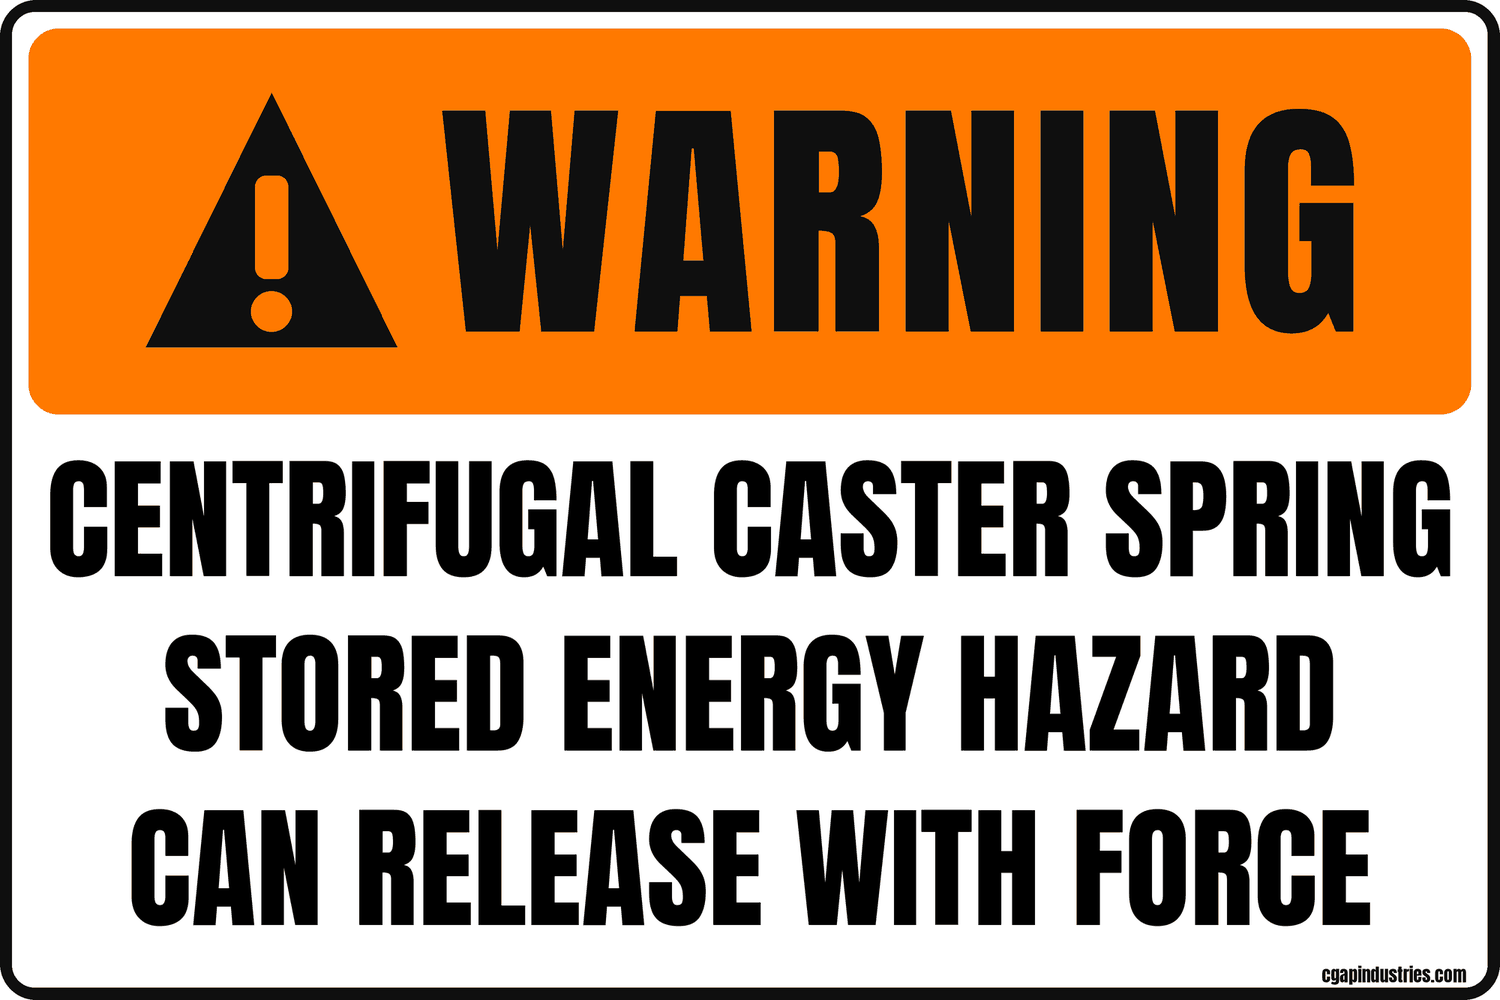 WARNING
CENTRIFUGAL CASTER SPRING
STORED ENERGY HAZARD
CAN RELEASE WITH FORCE
cgapindustries.com